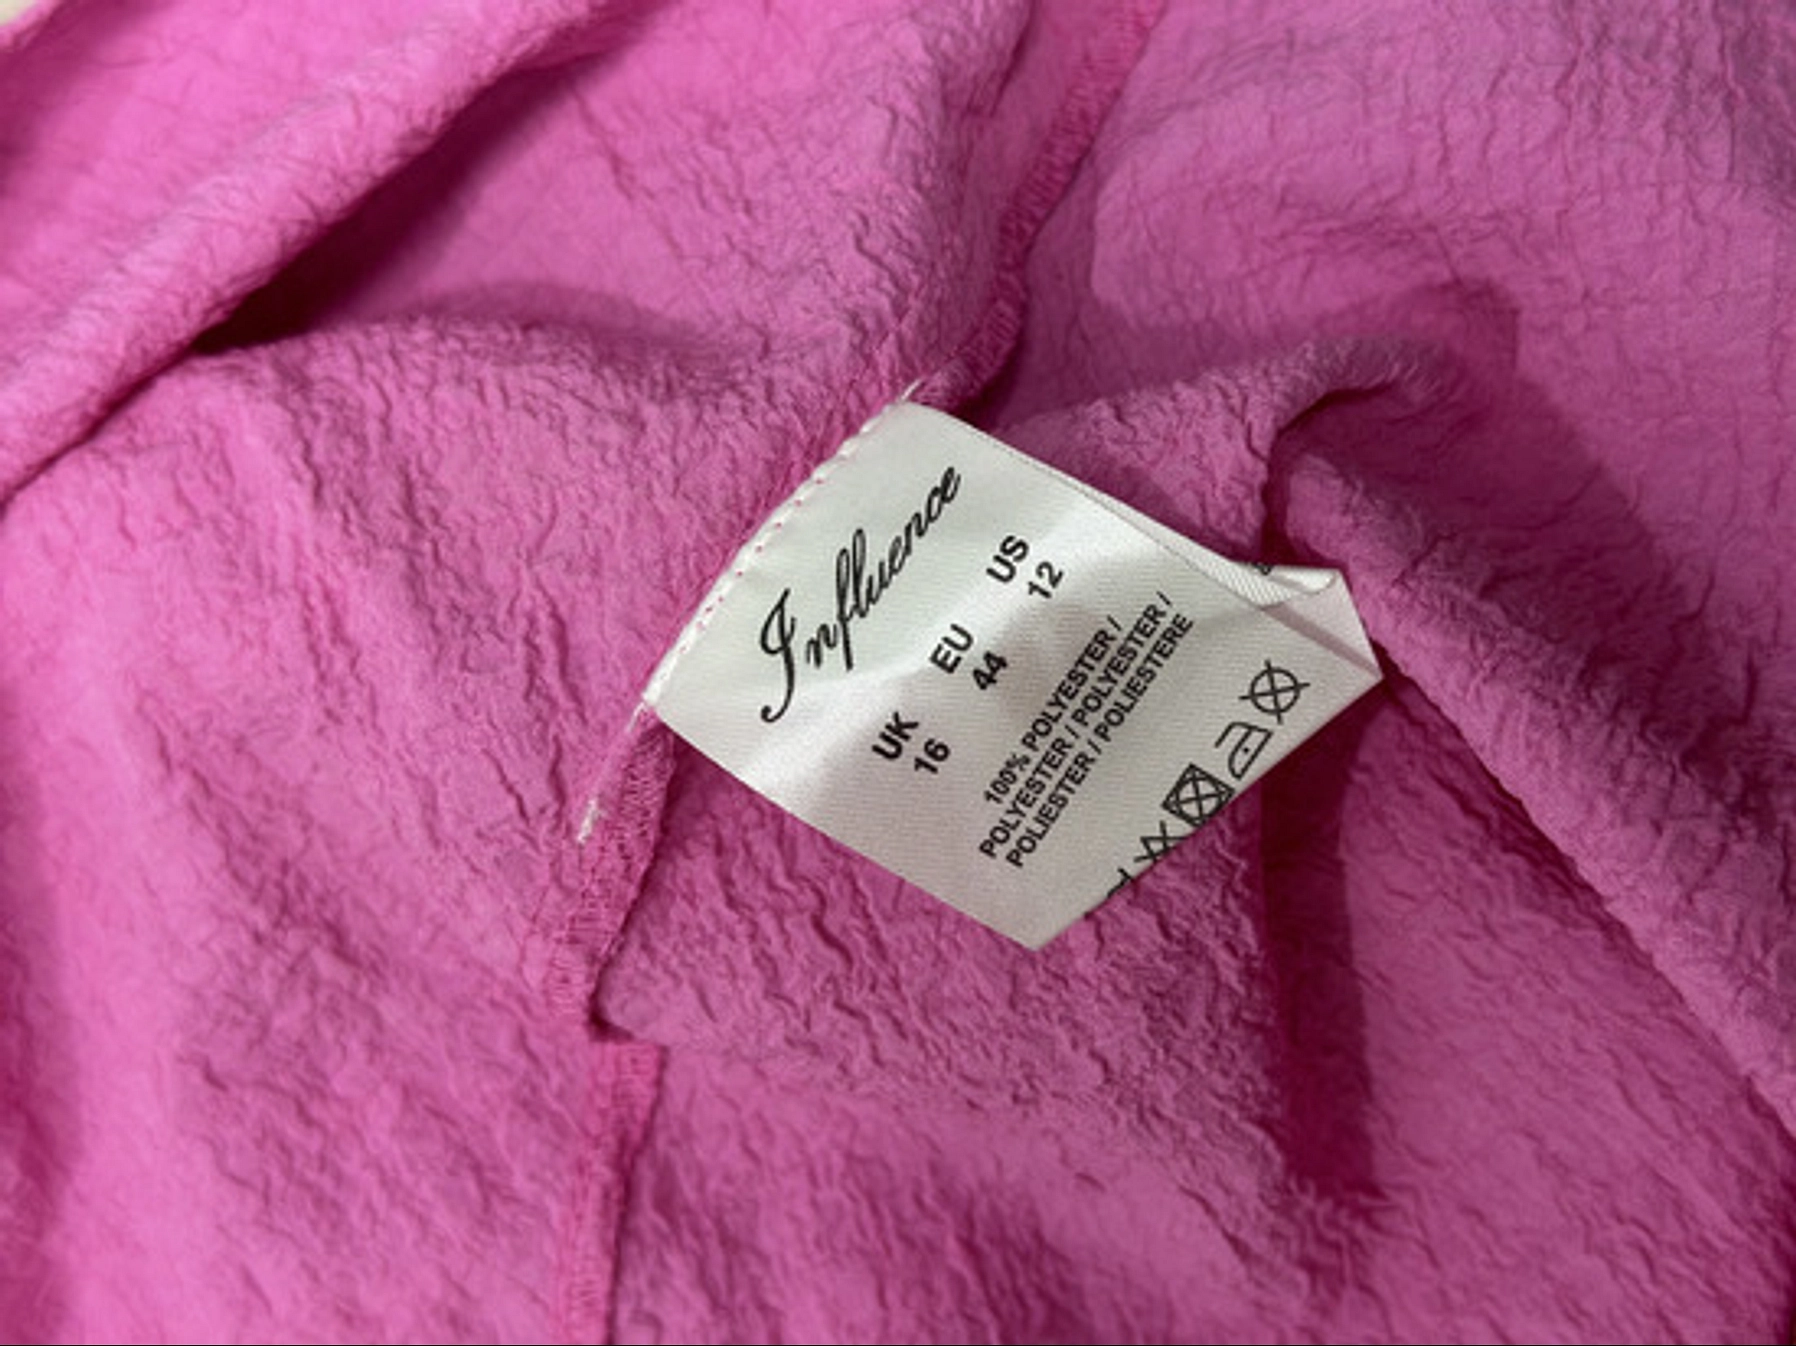 Influence
UK EU US
16 44 12
100% POLYESTER /
POLYESTER / POLYESTER /
POLIESTER / POLIESTERE